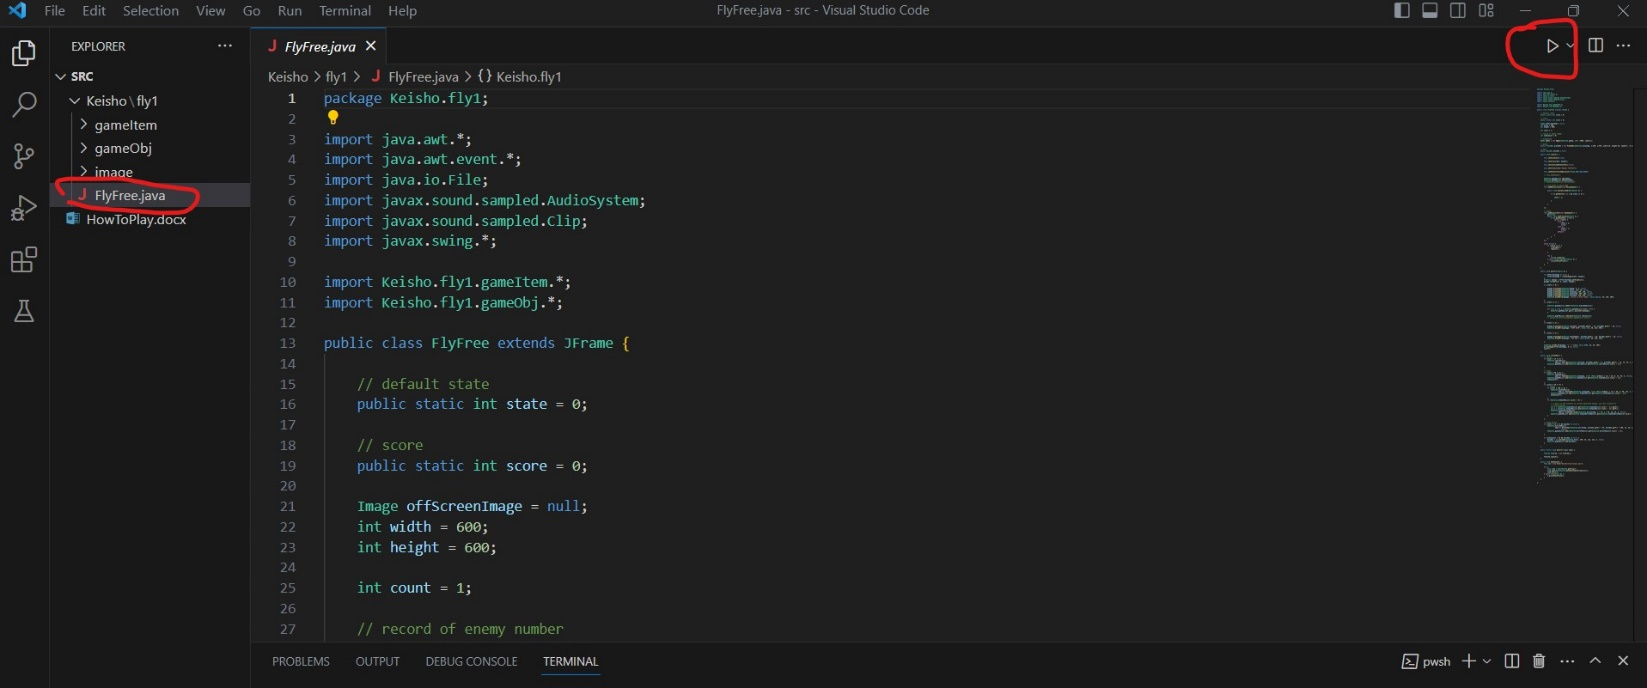 File Edit Selection View Go Run Terminal Help
FlyFree.java - src - Visual Studio Code
EXPLORER
SRC
Keisho\fly1
gameItem
gameObj
image
FlyFree.java
HowToPlay.docx
J FlyFree.java
Keisho > fly1 > J FlyFree.java > {} Keisho.fly1
1 package Keisho.fly1;
2
3 import java.awt.*;
4 import java.awt.event.*;
5 import java.io.File;
6 import javax.sound.sampled.AudioSystem;
7 import javax.sound.sampled.Clip;
8 import javax.swing.*;
9
10 import Keisho.fly1.gameItem.*;
11 import Keisho.fly1.gameObj.*;
12
13 public class FlyFree extends JFrame {
14
15 // default state
16 public static int state = 0;
17
18 // score
19 public static int score = 0;
20
21 Image offScreenImage = null;
22 int width = 600;
23 int height = 600;
24
25 int count = 1;
26
27 // record of enemy number
PROBLEMS OUTPUT DEBUG CONSOLE TERMINAL
pwsh